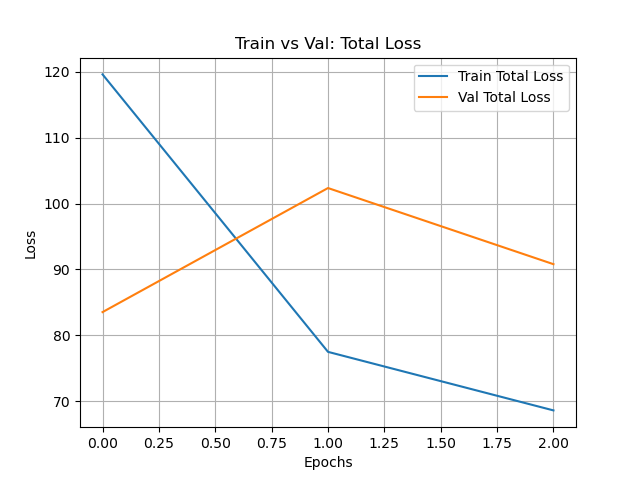 Train vs Val: Total Loss
Train Total Loss
Val Total Loss
120
110
100
90
80
70
Loss
0.00 0.25 0.50 0.75 1.00 1.25 1.50 1.75 2.00
Epochs